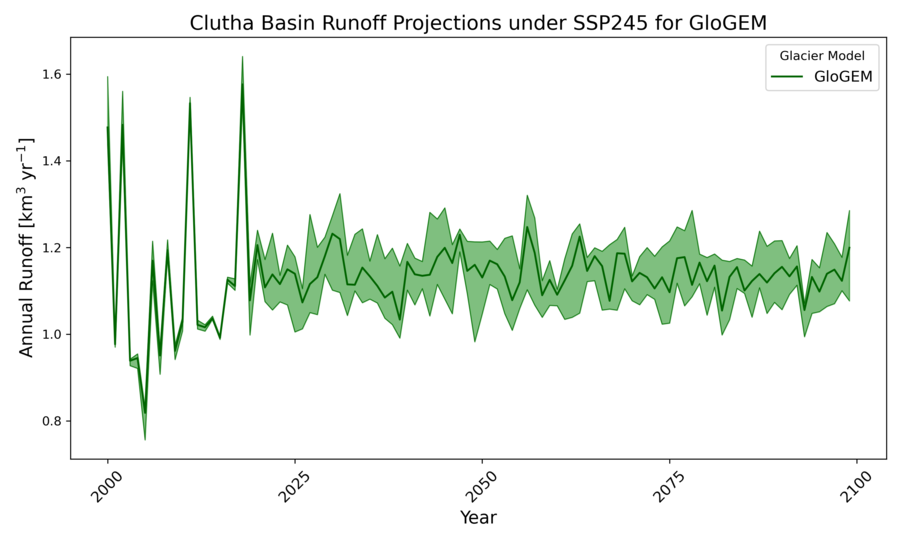 Clutha Basin Runoff Projections under SSP245 for GloGEM
Glacier Model
GloGEM
Annual Runoff [km³ yr⁻¹]
1.6
1.4
1.2
1.0
0.8
2000
2025
2050
2075
2100
Year